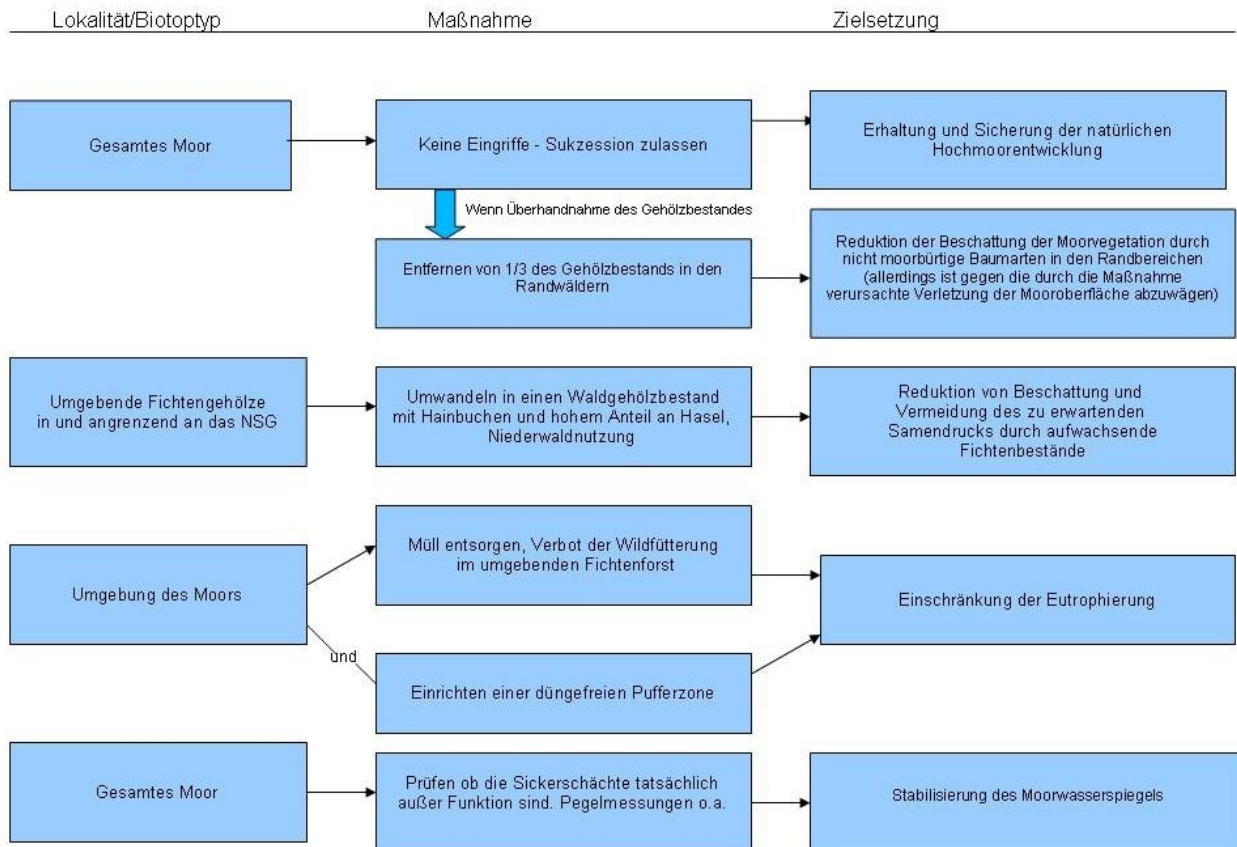 Lokalität/Biotoptyp
Maßnahme
Zielsetzung
Gesamtes Moor
Keine Eingriffe - Sukzession zulassen
Erhaltung und Sicherung der natürlichen
Hochmoorentwicklung
Wenn Überhandnahme des Gehölzbestandes
Entfernen von 1/3 des Gehölzbestands in den
Randwäldern
Reduktion der Beschattung der Moorvegetation durch
nicht moorbürtige Baumarten in den Randbereichen
(allerdings ist gegen die durch die Maßnahme
verursachte Verletzung der Mooroberfläche abzuwägen)
Umgebende Fichtengehölze
in und angrenzend an das NSG
Umwandeln in einen Waldgehölzbestand
mit Hainbuchen und hohem Anteil an Hasel,
Niederwaldnutzung
Reduktion von Beschattung und
Vermeidung des zu erwartenden
Samendrucks durch aufwachsende
Fichtenbestände
Umgebung des Moors
Müll entsorgen, Verbot der Wildfütterung
im umgebenden Fichtenforst
Einschränkung der Eutrophierung
und
Einrichten einer düngefreien Pufferzone
Gesamtes Moor
Prüfen ob die Sickerschächte tatsächlich
außer Funktion sind. Pegelmessungen o.a.
Stabilisierung des Moorwasserspiegels